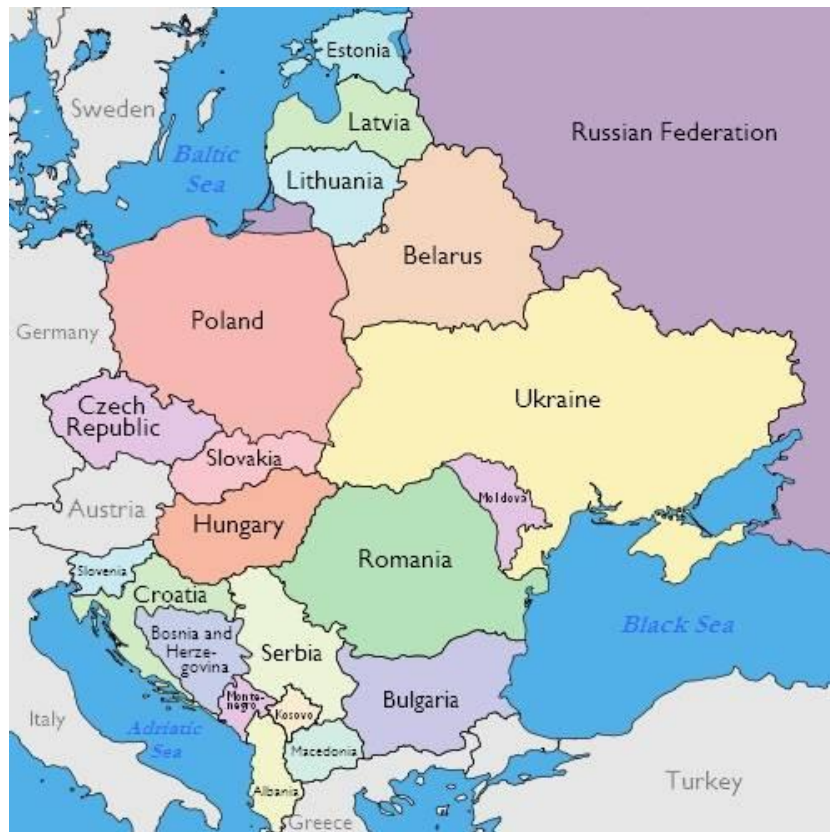 Estonia
Sweden
Latvia
Russian Federation
Baltic
Sea
Lithuania
Belarus
Poland
Germany
Czech
Republic
Ukraine
Slovakia
Moldova
Austria
Hungary
Romania
Slovenia
Croatia
Bosnia and
Herze-
govina
Serbia
Black Sea
Monte-
negro
Kosovo
Bulgaria
Italy
Adriatic
Sea
Macedonia
Albania
Turkey
Greece